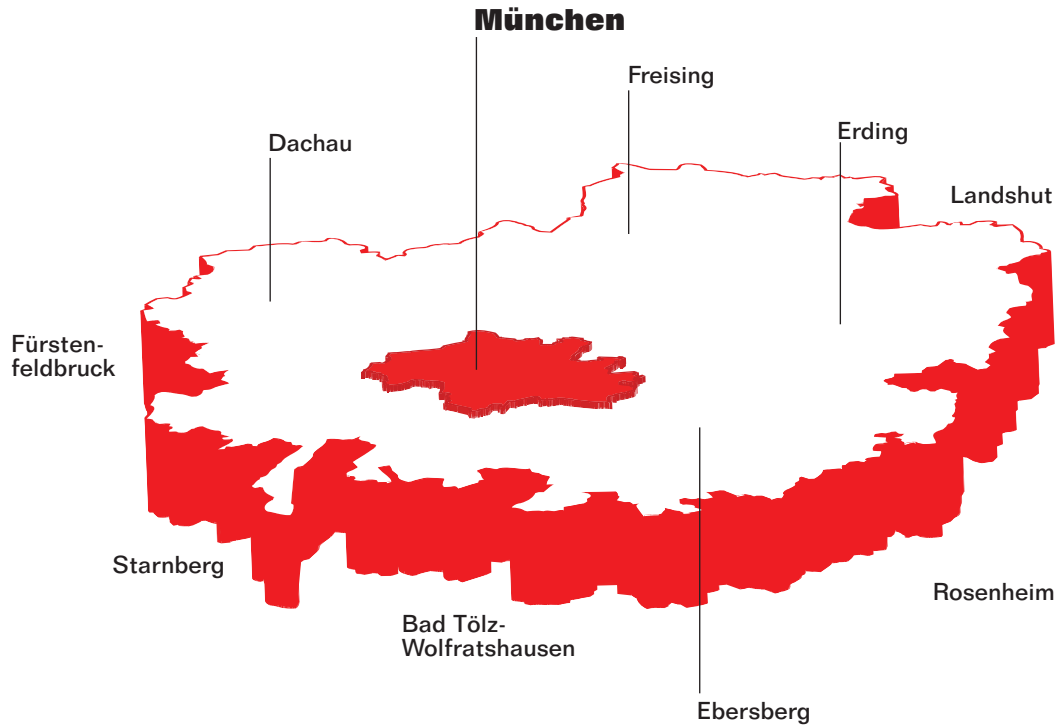 München
Freising
Erding
Dachau
Landshut
Fürsten-
feldbruck
Starnberg
Rosenheim
Bad Tölz-
Wolfratshausen
Ebersberg